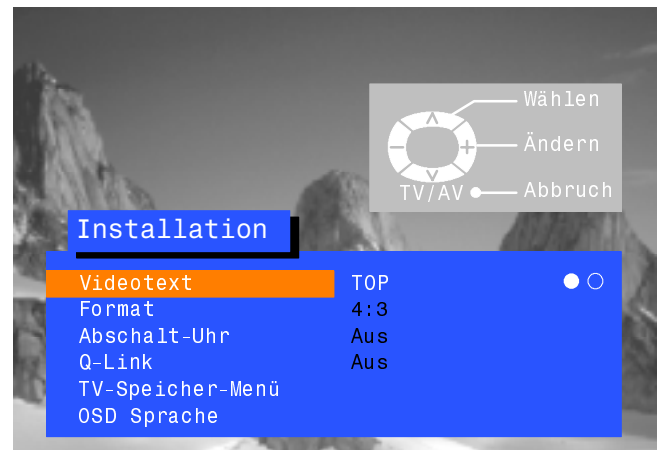 Wählen
Ändern
TV/AV Abbruch
Installation
Videotext TOP
Format 4:3
Abschalt-Uhr Aus
Q-Link Aus
TV-Speicher-Menü
OSD Sprache